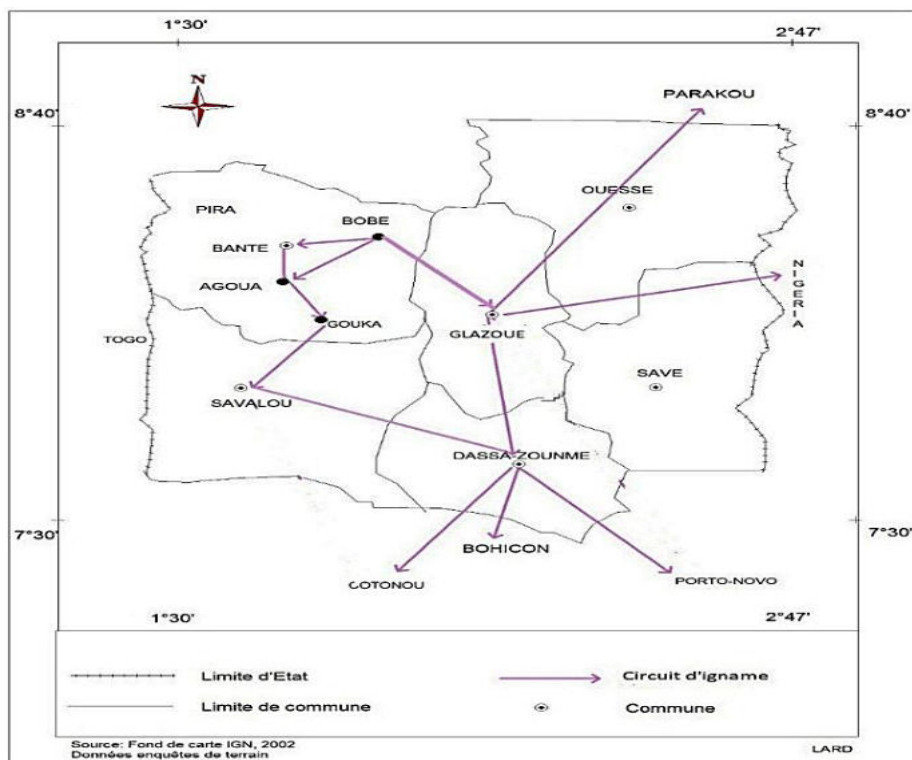 1°30'
2°47'
N
8°40'
8°40'
PARAKOU
OUESSE
PIRA
BOBE
BANTE
AGOUA
NIGERIA
GOUKA
GLAZOUE
TOGO
SAVE
SAVALOU
DASSA-ZOUNME
7°30'
7°30'
BOHICON
COTONOU
PORTO-NOVO
1°30'
2°47'
Limite d'Etat
Circuit d'igname
Limite de commune
Commune
Source: Fond de carte IGN, 2002
Données enquêtes de terrain
LARD